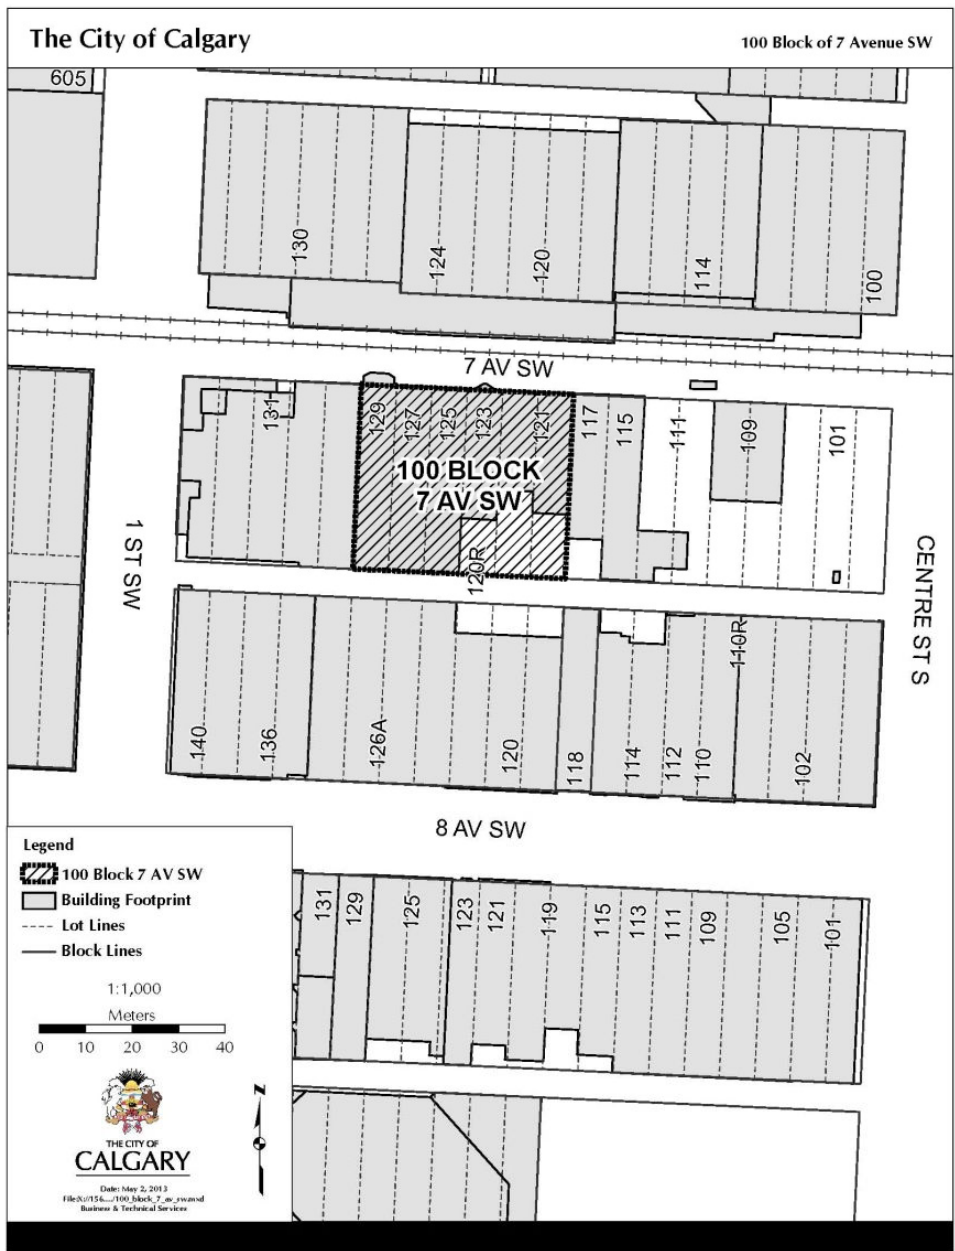 The City of Calgary
100 Block of 7 Avenue SW
605
130
124
120
114
100
7 AV SW
131
129
127
125
123
121
117
115
111
109
101
100 BLOCK
7 AV SW
120R
1 ST SW
CENTRE ST S
110R
140
136
126A
120
118
114
112
110
102
8 AV SW
131
129
125
123
121
119
115
113
111
109
105
101
Legend
100 Block 7 AV SW
Building Footprint
Lot Lines
Block Lines
1:1,000
Meters
0 10 20 30 40
N
THE CITY OF
CALGARY
Date: May 2, 2013
File:X://156..../100_block_7_av_sw.mxd
Business & Technical Services